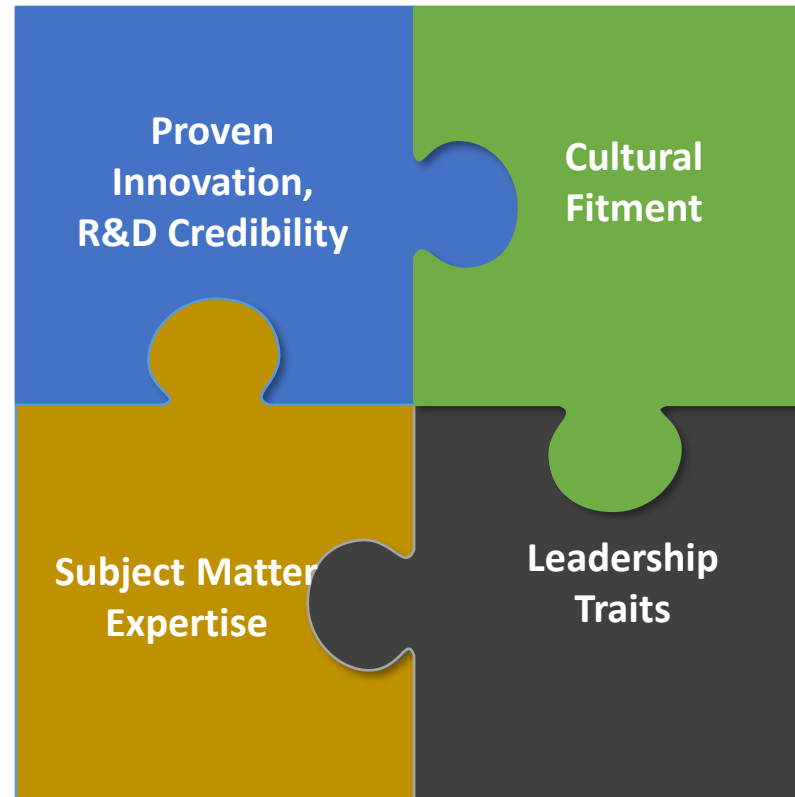 Proven
Innovation,
R&D Credibility
Cultural
Fitment
Subject Matter
Expertise
Leadership
Traits